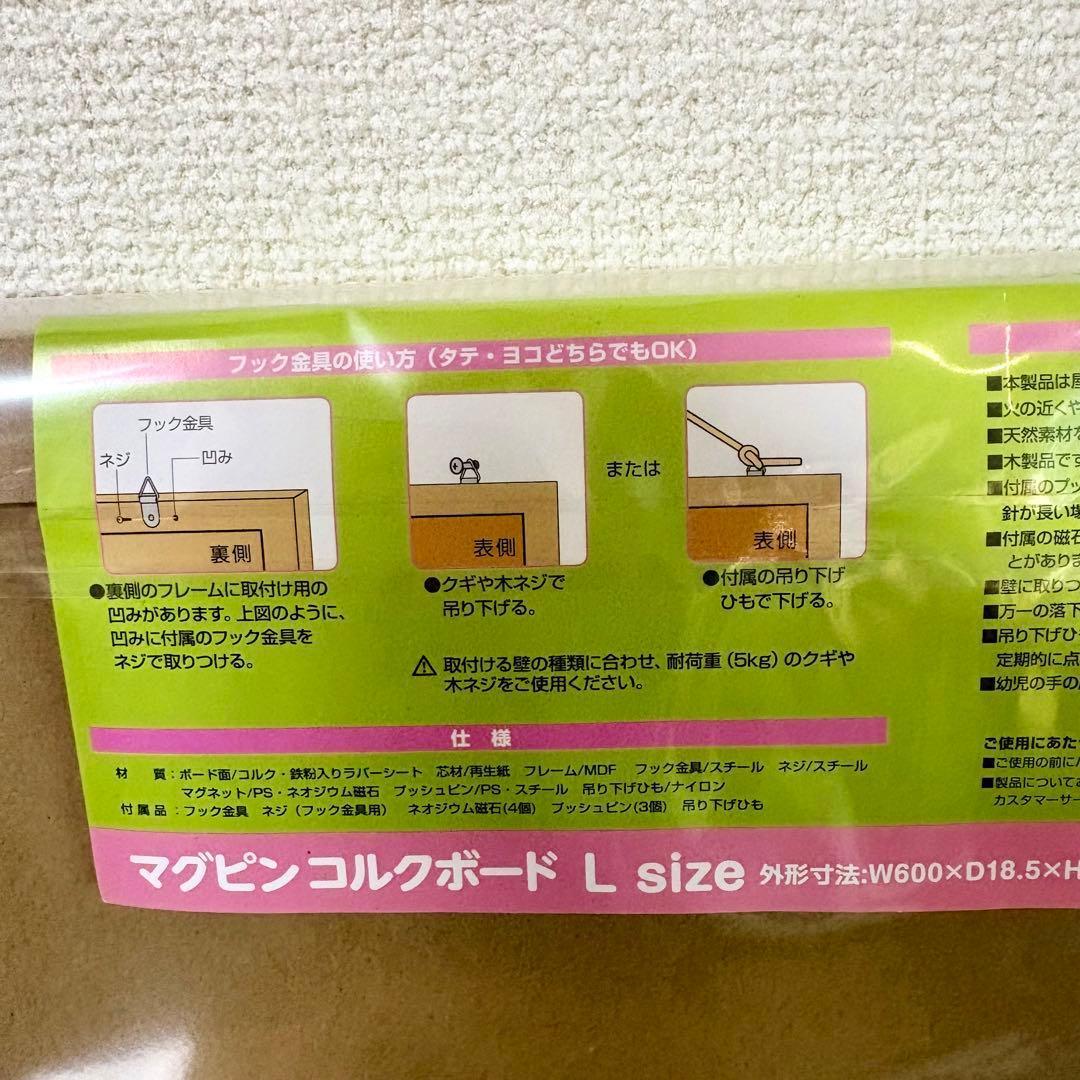 フック金具の使い方（タテ・ヨコどちらでもOK）
フック金具
ネジ
凹み
裏側
表側
または
表側
●裏側のフレームに取付け用の
凹みがあります。上図のように、
凹みに付属のフック金具を
ネジで取りつける。
●クギや木ネジで
吊り下げる。
●付属の吊り下げ
ひもで下げる。
⚠ 取付ける壁の種類に合わせ、耐荷重（5kg）のクギや
木ネジをご使用ください。
仕 様
材 質：ボード面/コルク・鉄粉入りラバーシート 芯材/再生紙 フレーム/MDF フック金具/スチール ネジ/スチール
マグネット/PS・ネオジウム磁石 プッシュピン/PS・スチール 吊り下げひも/ナイロン
付属品：フック金具 ネジ（フック金具用） ネオジウム磁石(4個) プッシュピン(3個) 吊り下げひも
マグピン コルクボード L size 外形寸法:W600×D18.5×H
■本製品は屋
■火の近くや
■天然素材を
■木製品です
■付属のプッ
針が長い場
■付属の磁石
とがありま
■壁に取りつ
■万一の落下
■吊り下げひ
定期的に点
■幼児の手の
ご使用にあた
■ご使用の前に
■製品について
カスタマーサー